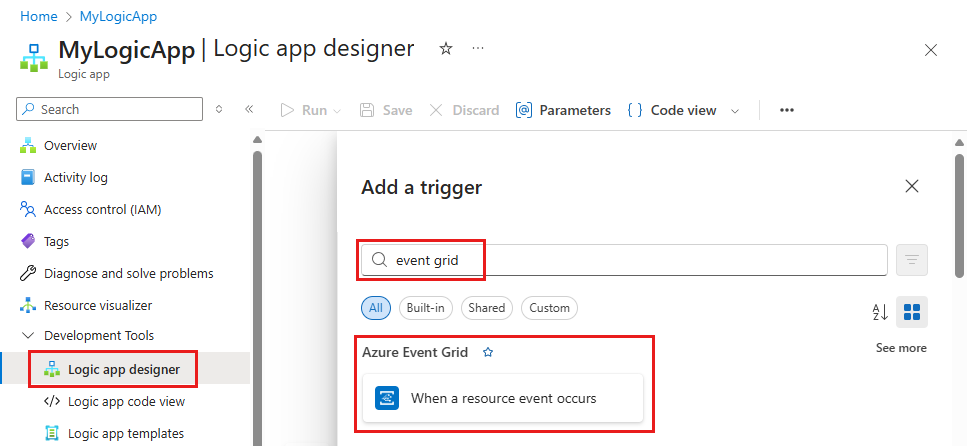 Home > MyLogicApp
MyLogicApp | Logic app designer
Logic app
Search
Run
Save
Discard
Parameters
Code view
Overview
Activity log
Access control (IAM)
Tags
Diagnose and solve problems
Resource visualizer
Development Tools
Logic app designer
Logic app code view
Logic app templates
Add a trigger
event grid
All
Built-in
Shared
Custom
Azure Event Grid
See more
When a resource event occurs